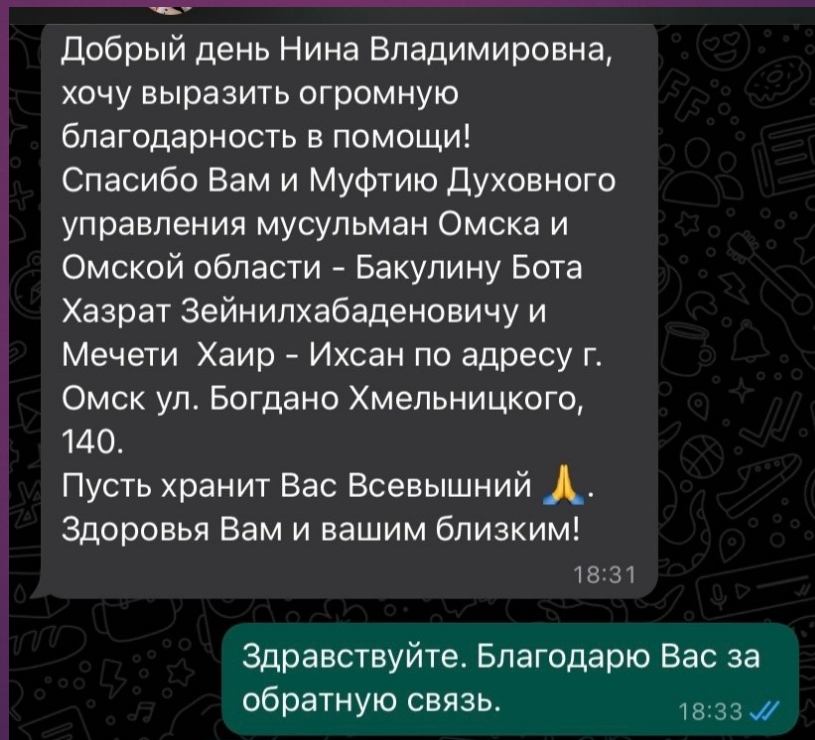 Добрый день Нина Владимировна,
хочу выразить огромную
благодарность в помощи!
Спасибо Вам и Муфтию Духовного
управления мусульман Омска и
Омской области - Бакулину Бота
Хазрат Зейнилхабаденовичу и
Мечети Хаир - Ихсан по адресу г.
Омск ул. Богдано Хмельницкого,
140.
Пусть хранит Вас Всевышний 🙏.
Здоровья Вам и вашим близким!
18:31
Здравствуйте. Благодарю Вас за
обратную связь.
18:33